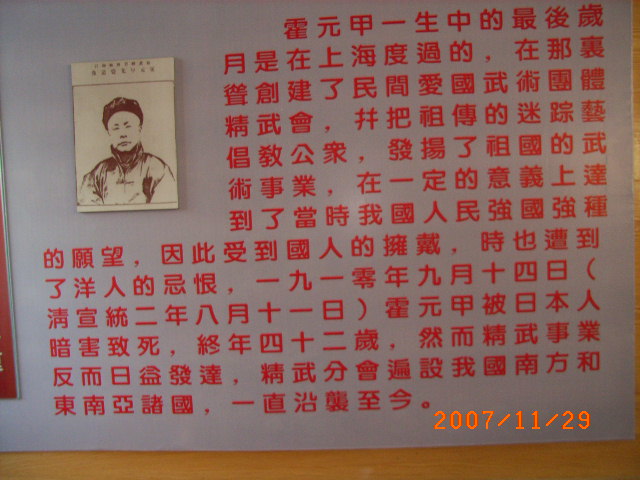 霍元甲一生中的最後歲
月是在上海度過的，在那裏
聳創建了民間愛國武術團體
精武會，并把祖傳的迷踪藝
倡教公衆，發揚了祖國的武
術事業，在一定的意義上達
到了當時我國人民強國強種
的願望，因此受到國人的擁戴，時也遭到
了洋人的忌恨，一九一零年九月十四日（
清宣統二年八月十一日）霍元甲被日本人
暗害致死，終年四十二歲，然而精武事業
反而日益發達，精武分會遍設我國南方和
東南亞諸國，一直沿襲至今。
2007/11/29